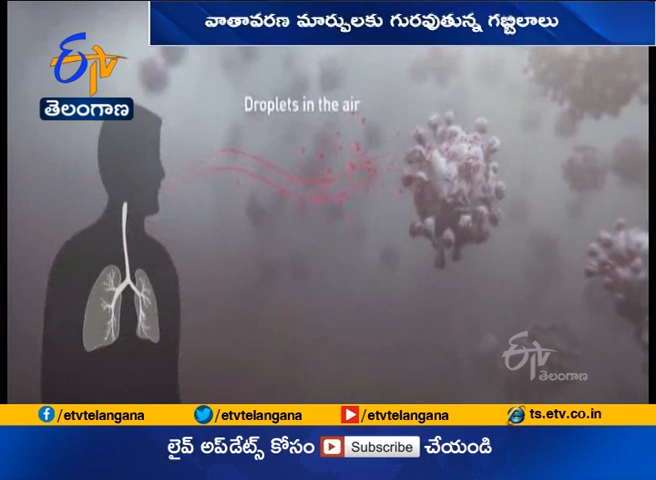 వాతావరణ మార్పులకు గురవుతున్న గబ్బిలాలు
ETV
తెలంగాణ
Droplets in the air
ETV
తెలంగాణ
/etvtelangana /etvtelangana /etvtelangana ts.etv.co.in
లైవ్ అప్‌డేట్స్ కోసం Subscribe చేయండి